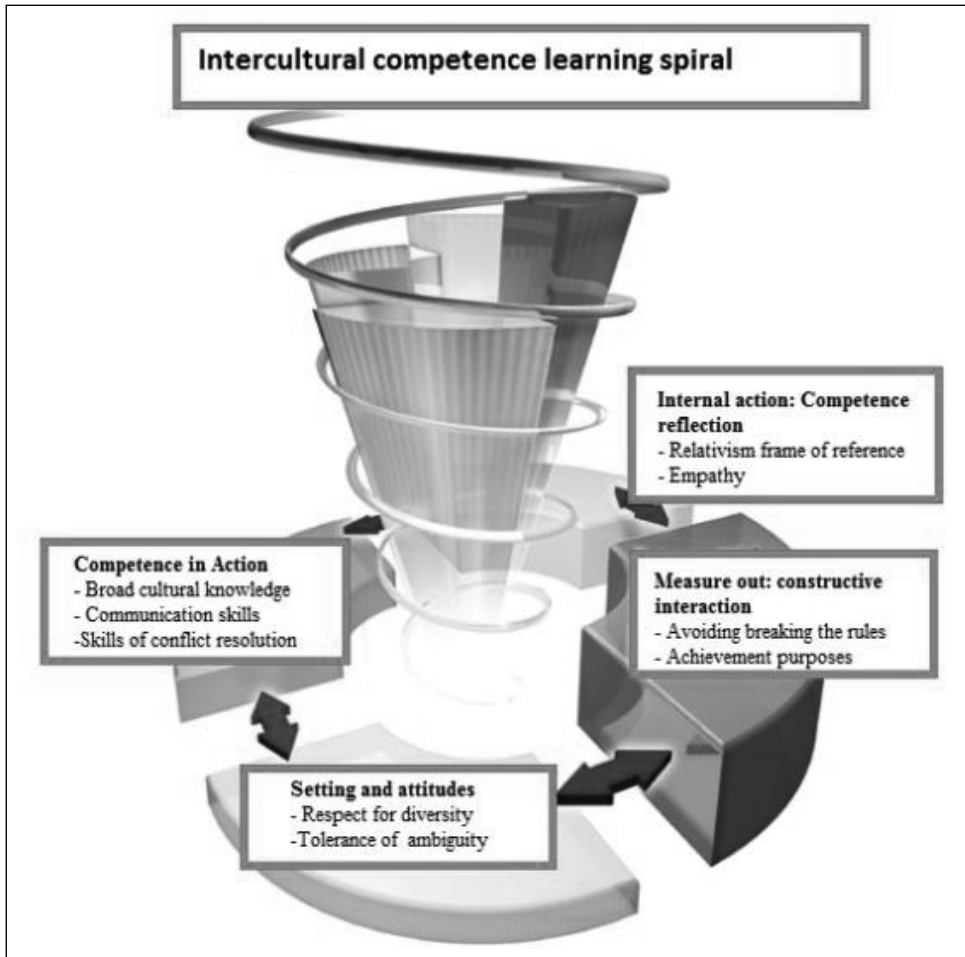 Intercultural competence learning spiral
Internal action: Competence
reflection
- Relativism frame of reference
- Empathy
Competence in Action
- Broad cultural knowledge
- Communication skills
-Skills of conflict resolution
Measure out: constructive
interaction
- Avoiding breaking the rules
- Achievement purposes
Setting and attitudes
- Respect for diversity
-Tolerance of ambiguity